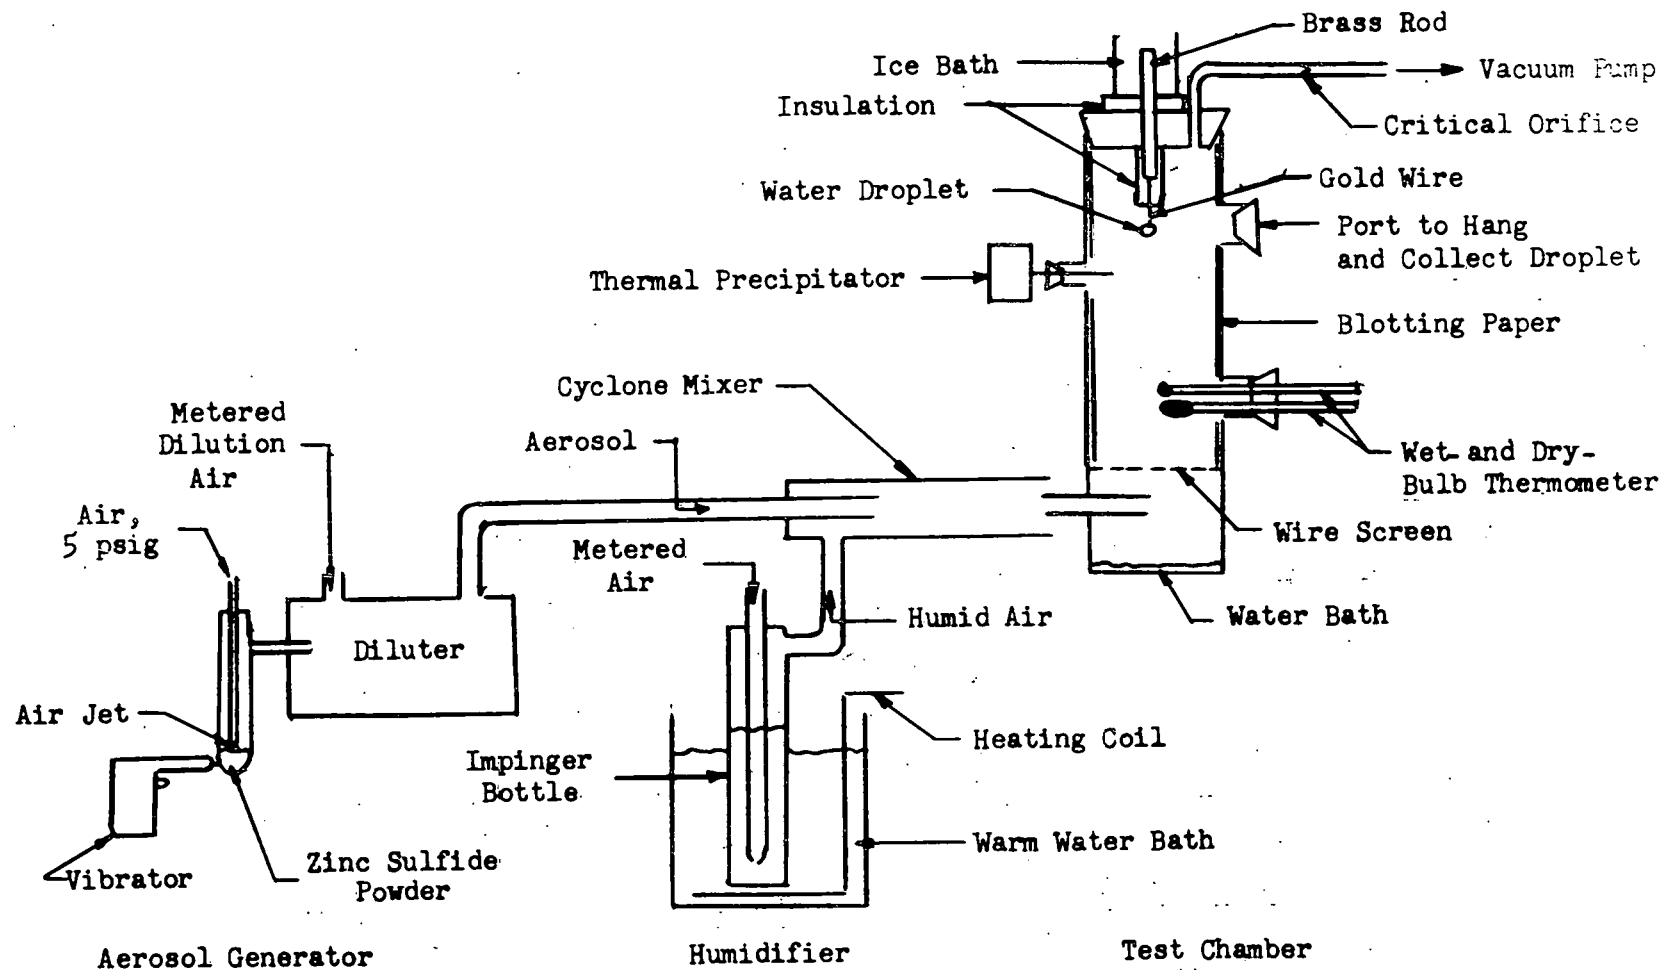 Brass Rod
Ice Bath
Vacuum Pump
Insulation
Critical Orifice
Water Droplet
Gold Wire
Port to Hang
and Collect Droplet
Thermal Precipitator
Blotting Paper
Cyclone Mixer
Metered
Dilution
Air
Aerosol
Wet-and Dry-
Bulb Thermometer
Air,
5 psig
Wire Screen
Metered
Air
Humid Air
Water Bath
Diluter
Air Jet
Heating Coil
Impinger
Bottle
Warm Water Bath
Vibrator
Zinc Sulfide
Powder
Aerosol Generator
Humidifier
Test Chamber